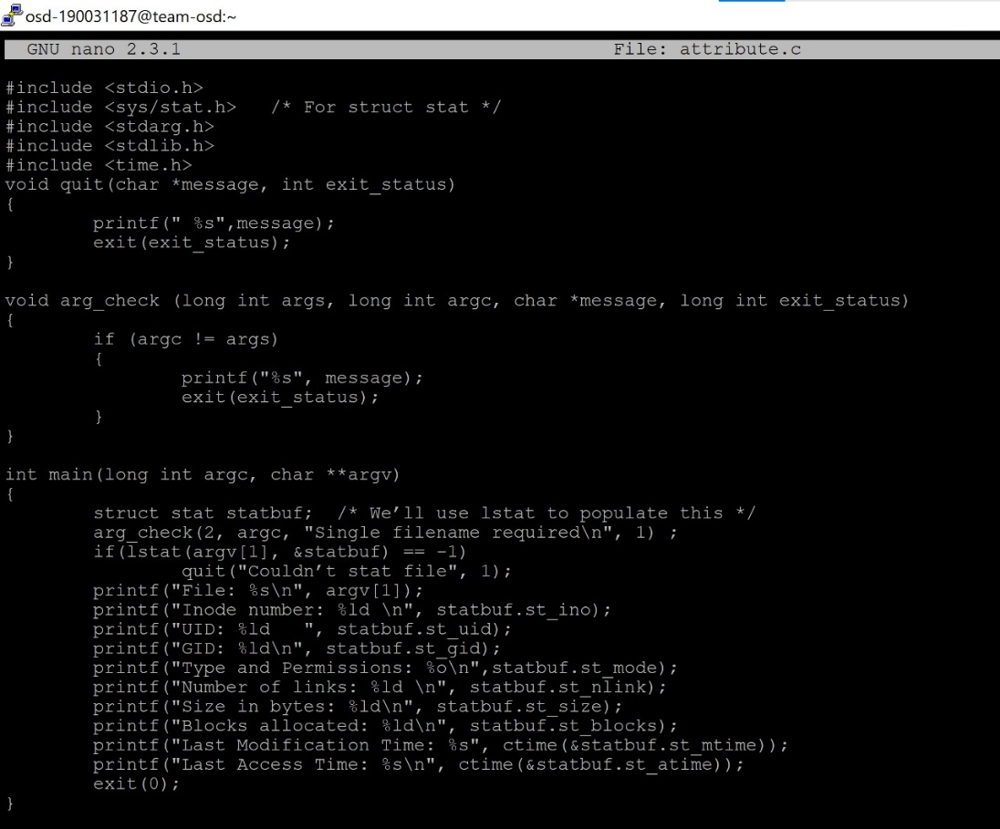 osd-190031187@team-osd:~
GNU nano 2.3.1 File: attribute.c
#include <stdio.h>
#include <sys/stat.h> /* For struct stat */
#include <stdarg.h>
#include <stdlib.h>
#include <time.h>
void quit(char *message, int exit_status)
{
        printf(" %s",message);
        exit(exit_status);
}

void arg_check (long int args, long int argc, char *message, long int exit_status)
{
        if (argc != args)
        {
                printf("%s", message);
                exit(exit_status);
        }
}

int main(long int argc, char **argv)
{
        struct stat statbuf;  /* We’ll use lstat to populate this */
        arg_check(2, argc, "Single filename required\n", 1) ;
        if(lstat(argv[1], &statbuf) == -1)
                quit("Couldn’t stat file", 1);
        printf("File: %s\n", argv[1]);
        printf("Inode number: %ld \n", statbuf.st_ino);
        printf("UID: %ld   ", statbuf.st_uid);
        printf("GID: %ld\n", statbuf.st_gid);
        printf("Type and Permissions: %o\n",statbuf.st_mode);
        printf("Number of links: %ld \n", statbuf.st_nlink);
        printf("Size in bytes: %ld\n", statbuf.st_size);
        printf("Blocks allocated: %ld\n", statbuf.st_blocks);
        printf("Last Modification Time: %s", ctime(&statbuf.st_mtime));
        printf("Last Access Time: %s\n", ctime(&statbuf.st_atime));
        exit(0);
}